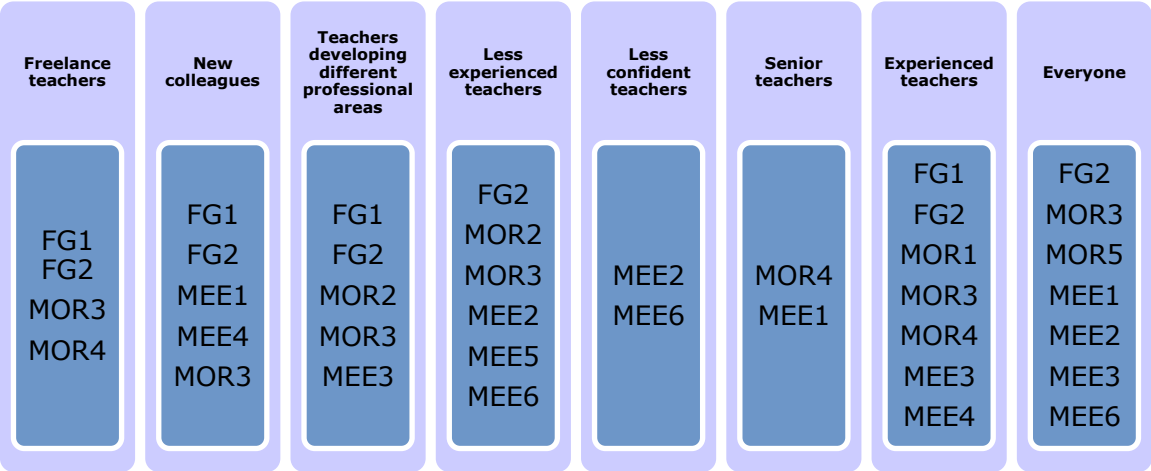 Freelance
teachers
FG1
FG2
MOR3
MOR4
New
colleagues
FG1
FG2
MEE1
MEE4
MOR3
Teachers
developing
different
professional
areas
FG1
FG2
MOR2
MOR3
MEE3
Less
experienced
teachers
FG2
MOR2
MOR3
MEE2
MEE5
MEE6
Less
confident
teachers
MEE2
MEE6
Senior
teachers
MOR4
MEE1
Experienced
teachers
FG1
FG2
MOR1
MOR3
MOR4
MEE3
MEE4
Everyone
FG2
MOR3
MOR5
MEE1
MEE2
MEE3
MEE6